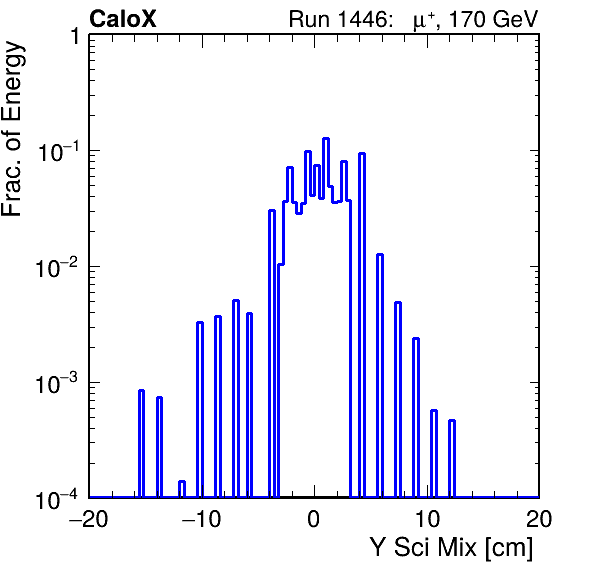 CaloX Run 1446: μ⁺, 170 GeV
Frac. of Energy
1
10⁻¹
10⁻²
10⁻³
10⁻⁴
−20 −10 0 10 20
Y Sci Mix [cm]